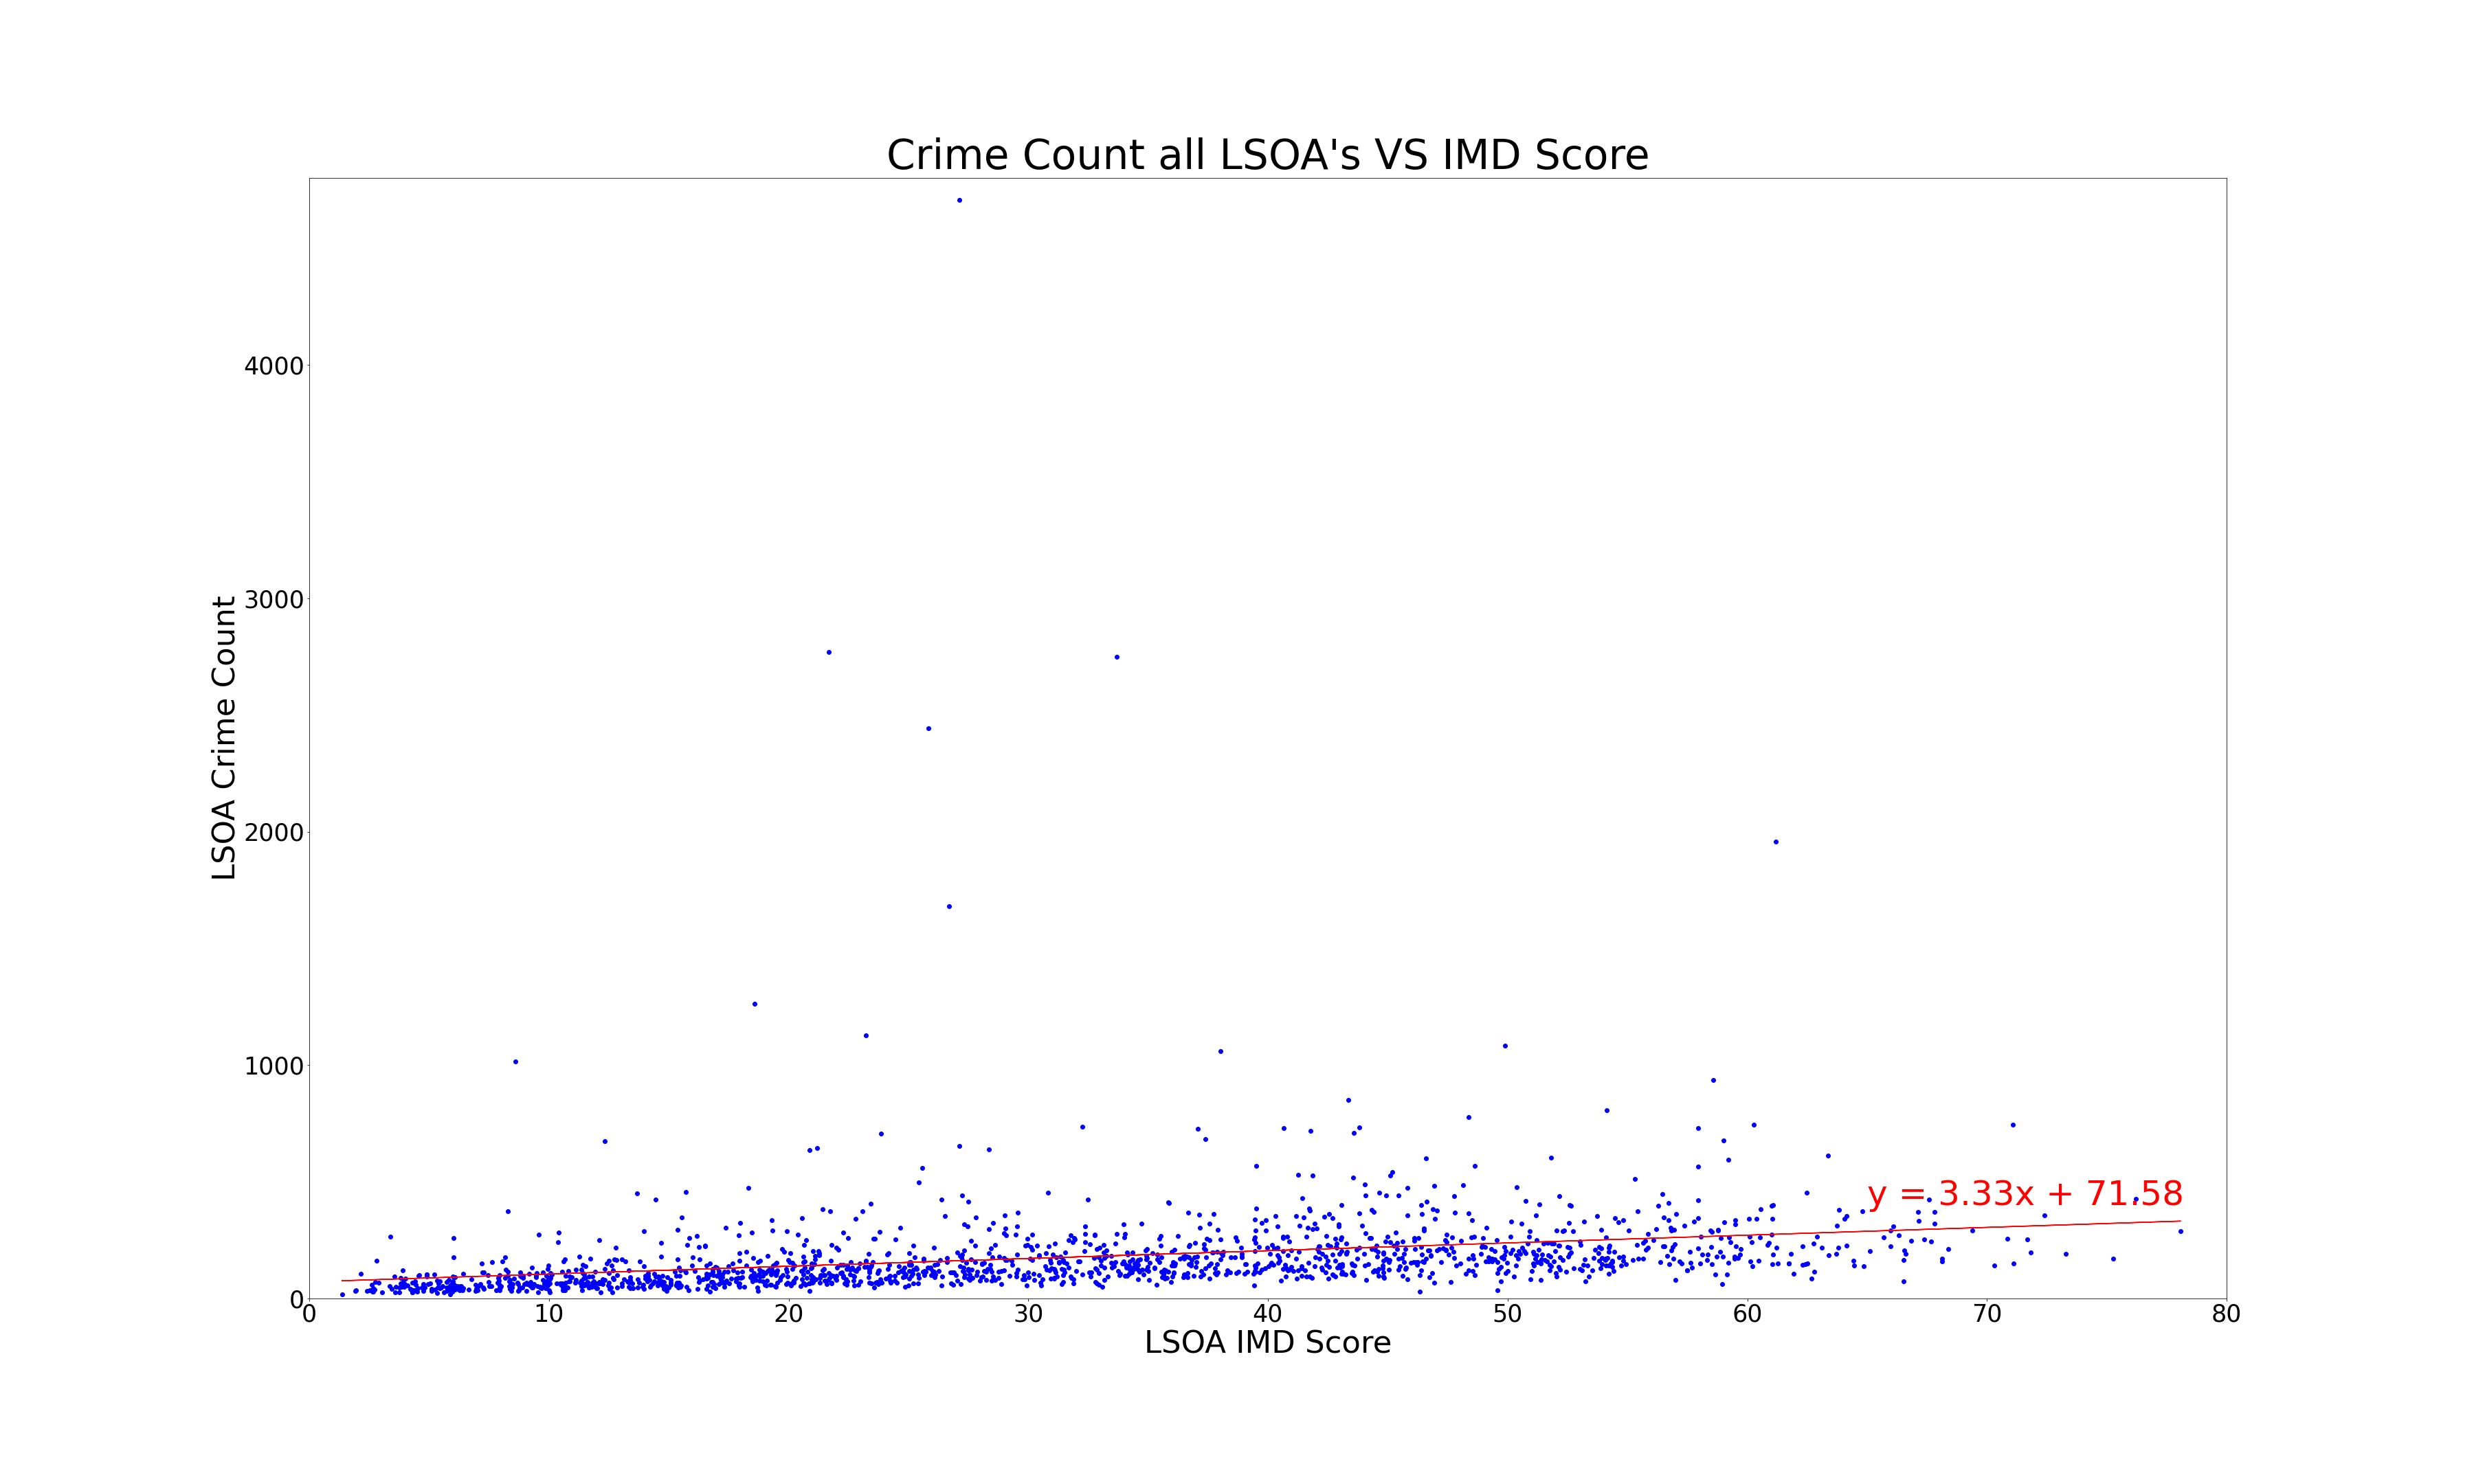 Crime Count all LSOA's VS IMD Score
LSOA Crime Count
4000
3000
2000
1000
0
y = 3.33x + 71.58
0 10 20 30 40 50 60 70 80
LSOA IMD Score